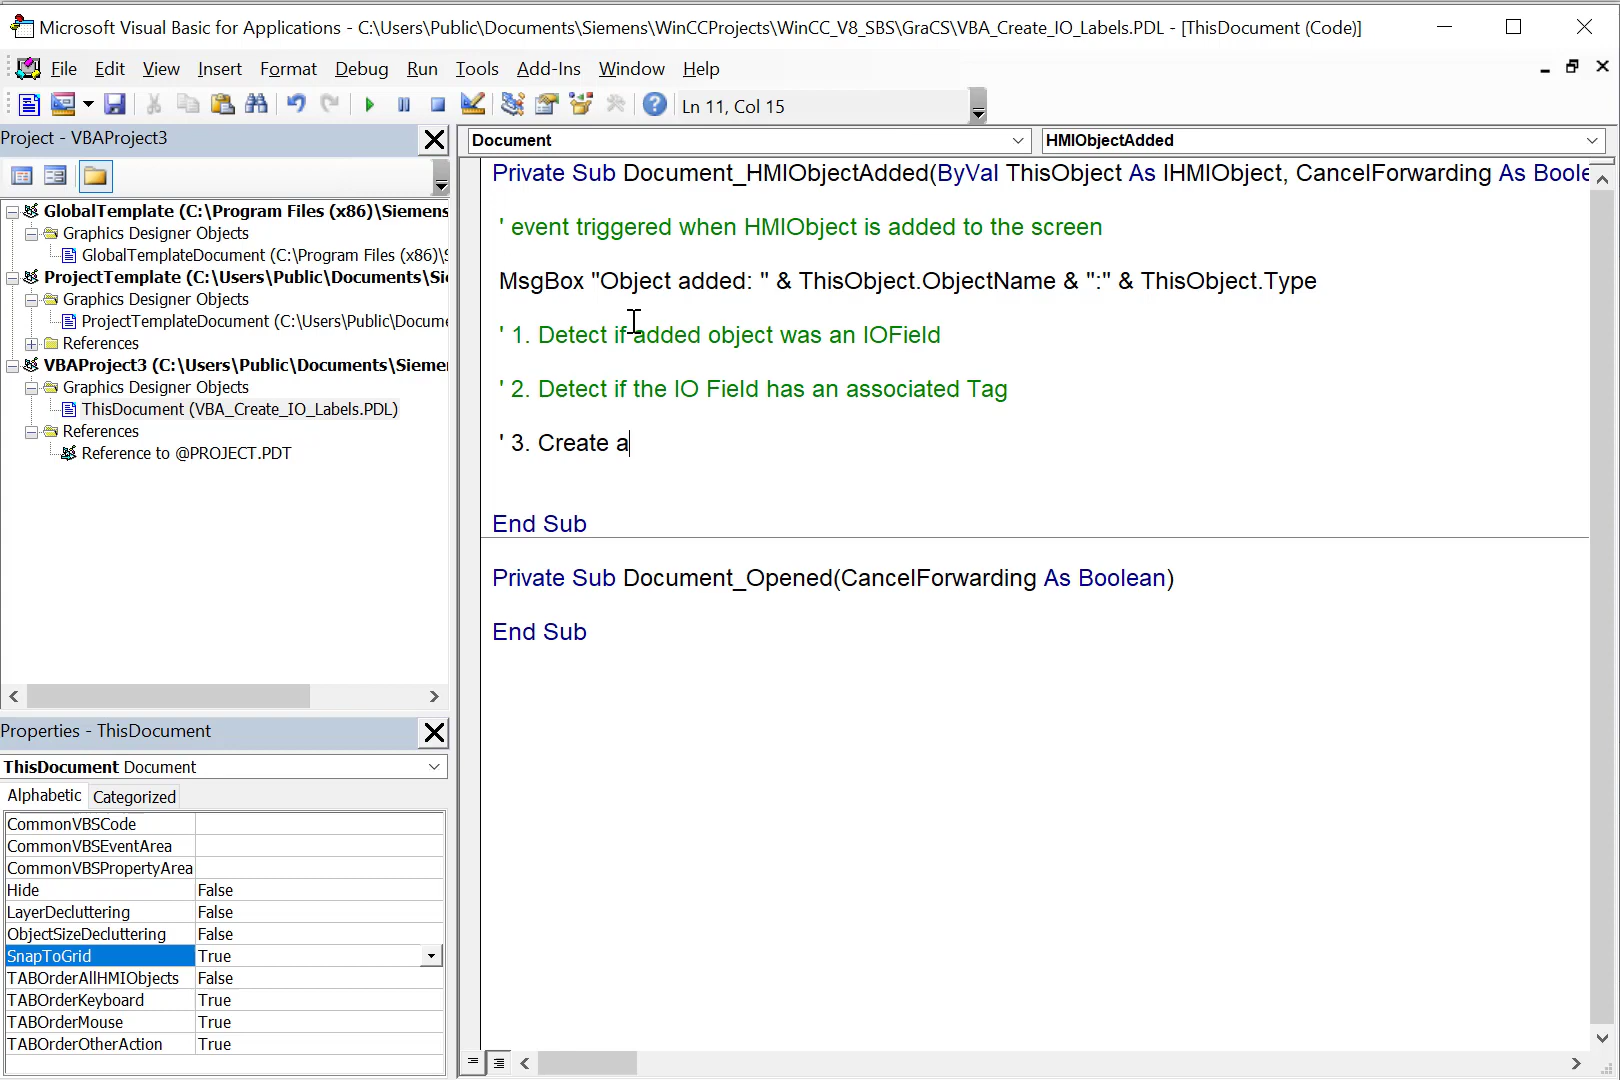 Microsoft Visual Basic for Applications - C:\Users\Public\Documents\Siemens\WinCCProjects\WinCC_V8_SBS\GraCS\VBA_Create_IO_Labels.PDL - [ThisDocument (Code)]
File Edit View Insert Format Debug Run Tools Add-Ins Window Help
Ln 11, Col 15
Project - VBAProject3
GlobalTemplate (C:\Program Files (x86)\Siemens
Graphics Designer Objects
GlobalTemplateDocument (C:\Program Files (x86)\S
ProjectTemplate (C:\Users\Public\Documents\Sie
Graphics Designer Objects
ProjectTemplateDocument (C:\Users\Public\Docume
References
VBAProject3 (C:\Users\Public\Documents\Sieme
Graphics Designer Objects
ThisDocument (VBA_Create_IO_Labels.PDL)
References
Reference to @PROJECT.PDT
Properties - ThisDocument
ThisDocument Document
Alphabetic Categorized
CommonVBSCode
CommonVBSEventArea
CommonVBSPropertyArea
Hide False
LayerDecluttering False
ObjectSizeDecluttering False
SnapToGrid True
TABOrderAllHMIObjects False
TABOrderKeyboard True
TABOrderMouse True
TABOrderOtherAction True
Document HMIObjectAdded
Private Sub Document_HMIObjectAdded(ByVal ThisObject As IHMIObject, CancelForwarding As Boole
' event triggered when HMIObject is added to the screen
MsgBox "Object added: " & ThisObject.ObjectName & ":" & ThisObject.Type
' 1. Detect if added object was an IOField
' 2. Detect if the IO Field has an associated Tag
' 3. Create a
End Sub
Private Sub Document_Opened(CancelForwarding As Boolean)
End Sub